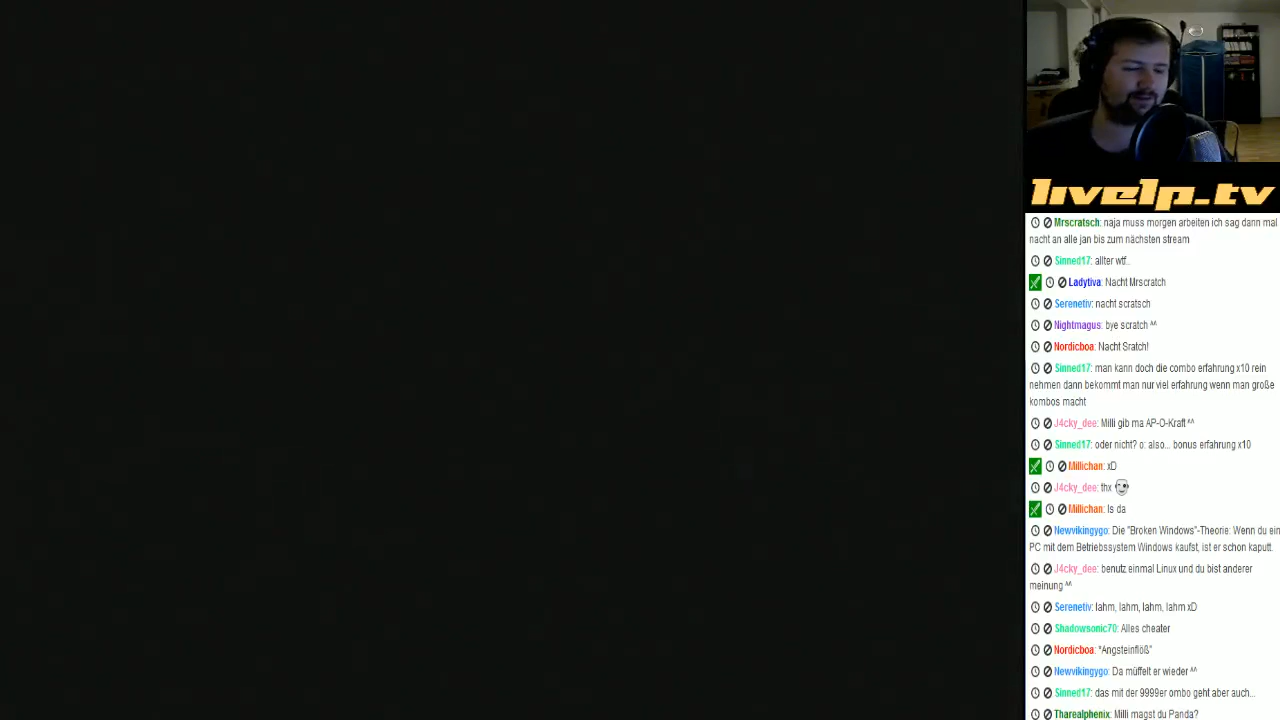 livelp.tv
Mrscratsch: naja muss morgen arbeiten ich sag dann mal
nacht an alle jan bis zum nächsten stream
Sinned17: allter wtf..
Ladytiva: Nacht Mrscratch
Serenetiv: nacht scratsch
Nightmagus: bye scratch ^^
Nordicboa: Nacht Sratch!
Sinned17: man kann doch die combo erfahrung x10 rein
nehmen dann bekommt man nur viel erfahrung wenn man große
kombos macht
J4cky_dee: Milli gib ma AP-O-Kraft ^^
Sinned17: oder nicht? o: also... bonus erfahrung x10
Millichan: xD
J4cky_dee: thx
Millichan: Is da
Newvikingygo: Die "Broken Windows"-Theorie: Wenn du ein
PC mit dem Betriebssystem Windows kaufst, ist er schon kaputt.
J4cky_dee: benutz einmal Linux und du bist anderer
meinung ^^
Serenetiv: lahm, lahm, lahm, lahm xD
Shadowsonic70: Alles cheater
Nordicboa: "Angsteinflöß"
Newvikingygo: Da müffelt er wieder ^^
Sinned17: das mit der 9999er ombo geht aber auch...
Tharealphenix: Milli magst du Panda?